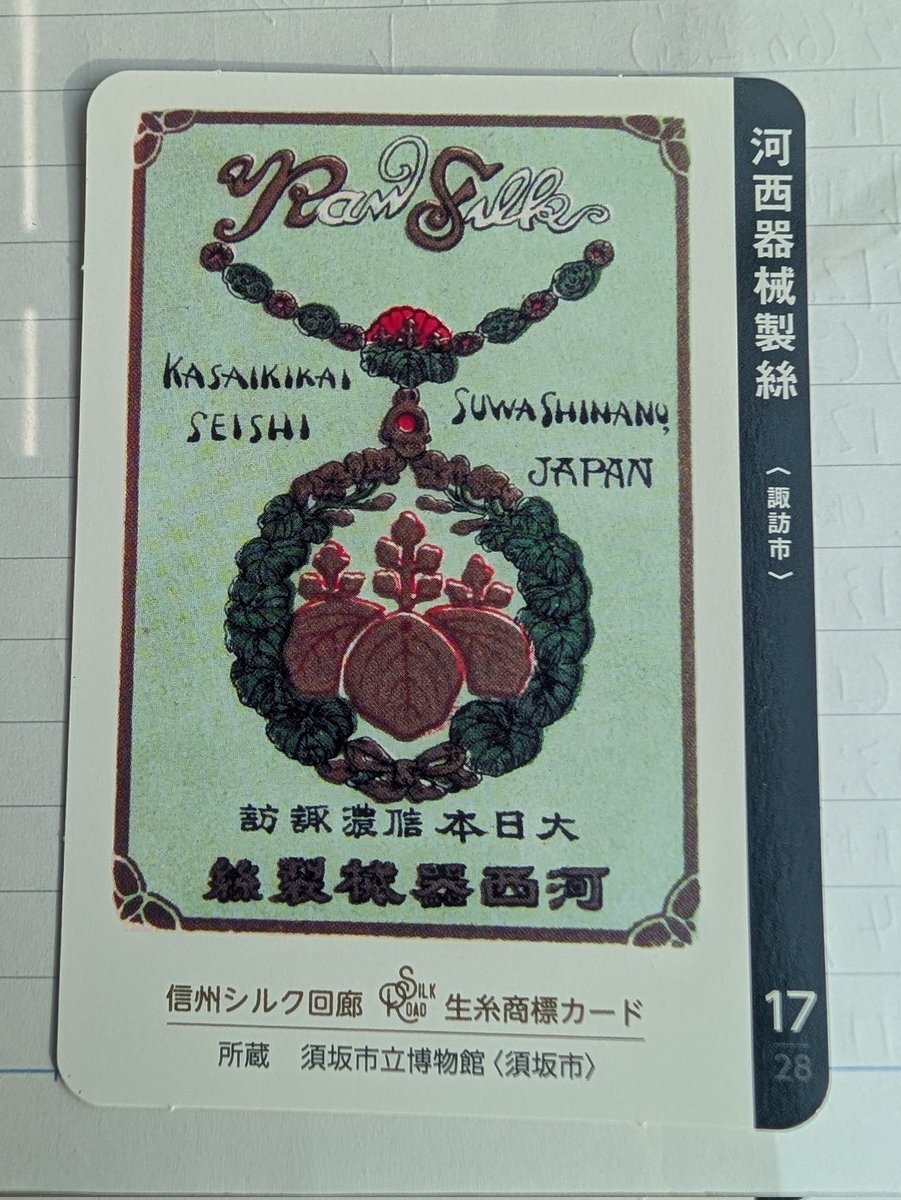 Raw Silk
KASAIKIKAI
SEISHI
SUWASHINANO,
JAPAN
大日本信濃諏訪
河西器械製絲
信州シルク回廊 SILK ROAD 生糸商標カード
所蔵 須坂市立博物館〈須坂市〉
河西器械製絲
〈諏訪市〉
17
28